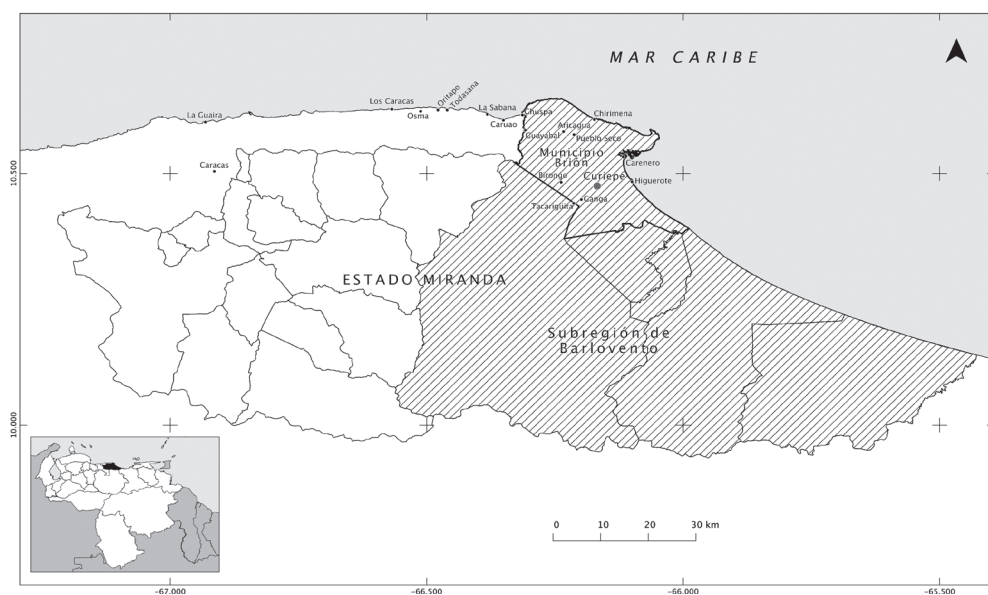 MAR CARIBE
Los Caracas
Oritapo
Todasana
La Guaira
Osma
La Sabana
Chuspa
Caruao
Chirimena
Aricagua
Guayabal
Pueblo seco
Municipio
Brión
Carenero
Caracas
Birongo
Curiepe
Higuerote
Ganga
Tacarigüita
10.500
ESTADO MIRANDA
Subregión de
Barlovento
10.000
0 10 20 30 km
-67.000 -66.500 -66.000 -65.500